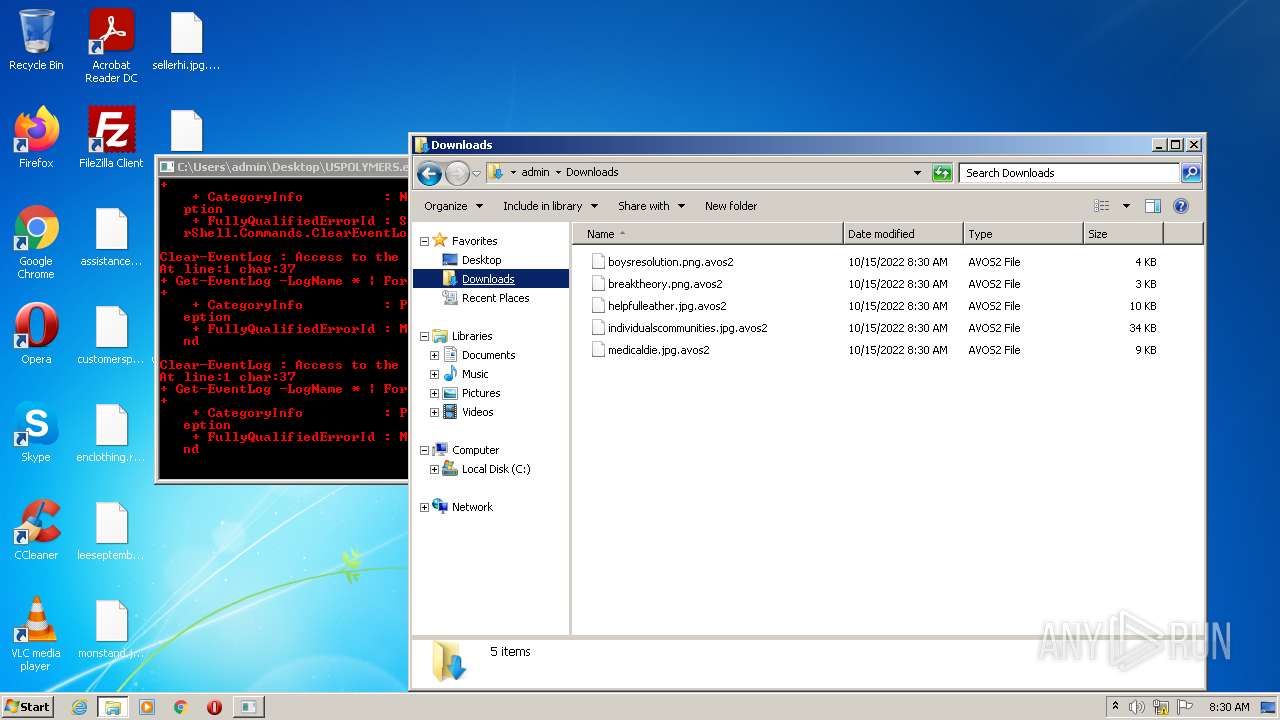 Recycle Bin
Acrobat
Reader DC
sellerhi.jpg....
Firefox
FileZilla Client
Google
Chrome
assistance...
Opera
customersp...
Skype
enclothing.r...
CCleaner
leeseptemb...
VLC media
player
monstand.j...
C:\Users\admin\Desktop\USPOLYMERS.e
+
+ CategoryInfo : N
ption
+ FullyQualifiedErrorId : S
rShell.Commands.ClearEventLo
Clear-EventLog : Access to the
At line:1 char:37
+ Get-EventLog -LogName * | For
+
+ CategoryInfo : P
eption
+ FullyQualifiedErrorId : M
nd
Clear-EventLog : Access to the
At line:1 char:37
+ Get-EventLog -LogName * | For
+
+ CategoryInfo : P
eption
+ FullyQualifiedErrorId : M
nd
Downloads
admin Downloads
Search Downloads
Organize Include in library Share with New folder
Favorites
Desktop
Downloads
Recent Places
Libraries
Documents
Music
Pictures
Videos
Computer
Local Disk (C:)
Network
Name Date modified Type Size
boysresolution.png.avos2 10/15/2022 8:30 AM AVOS2 File 4 KB
breaktheory.png.avos2 10/15/2022 8:30 AM AVOS2 File KB
helpfulolder.jpg.avos2 10/15/2022 8:30 AM AVOS2 File 10 KB
individualscommunities.jpg.avos2 10/15/2022 8:30 AM AVOS2 File KB
mediaindie.jpg.avos2 10/15/2022 8:30 AM AVOS2 File 9 KB
5 items
ANY RUN
Start
8:30 AM